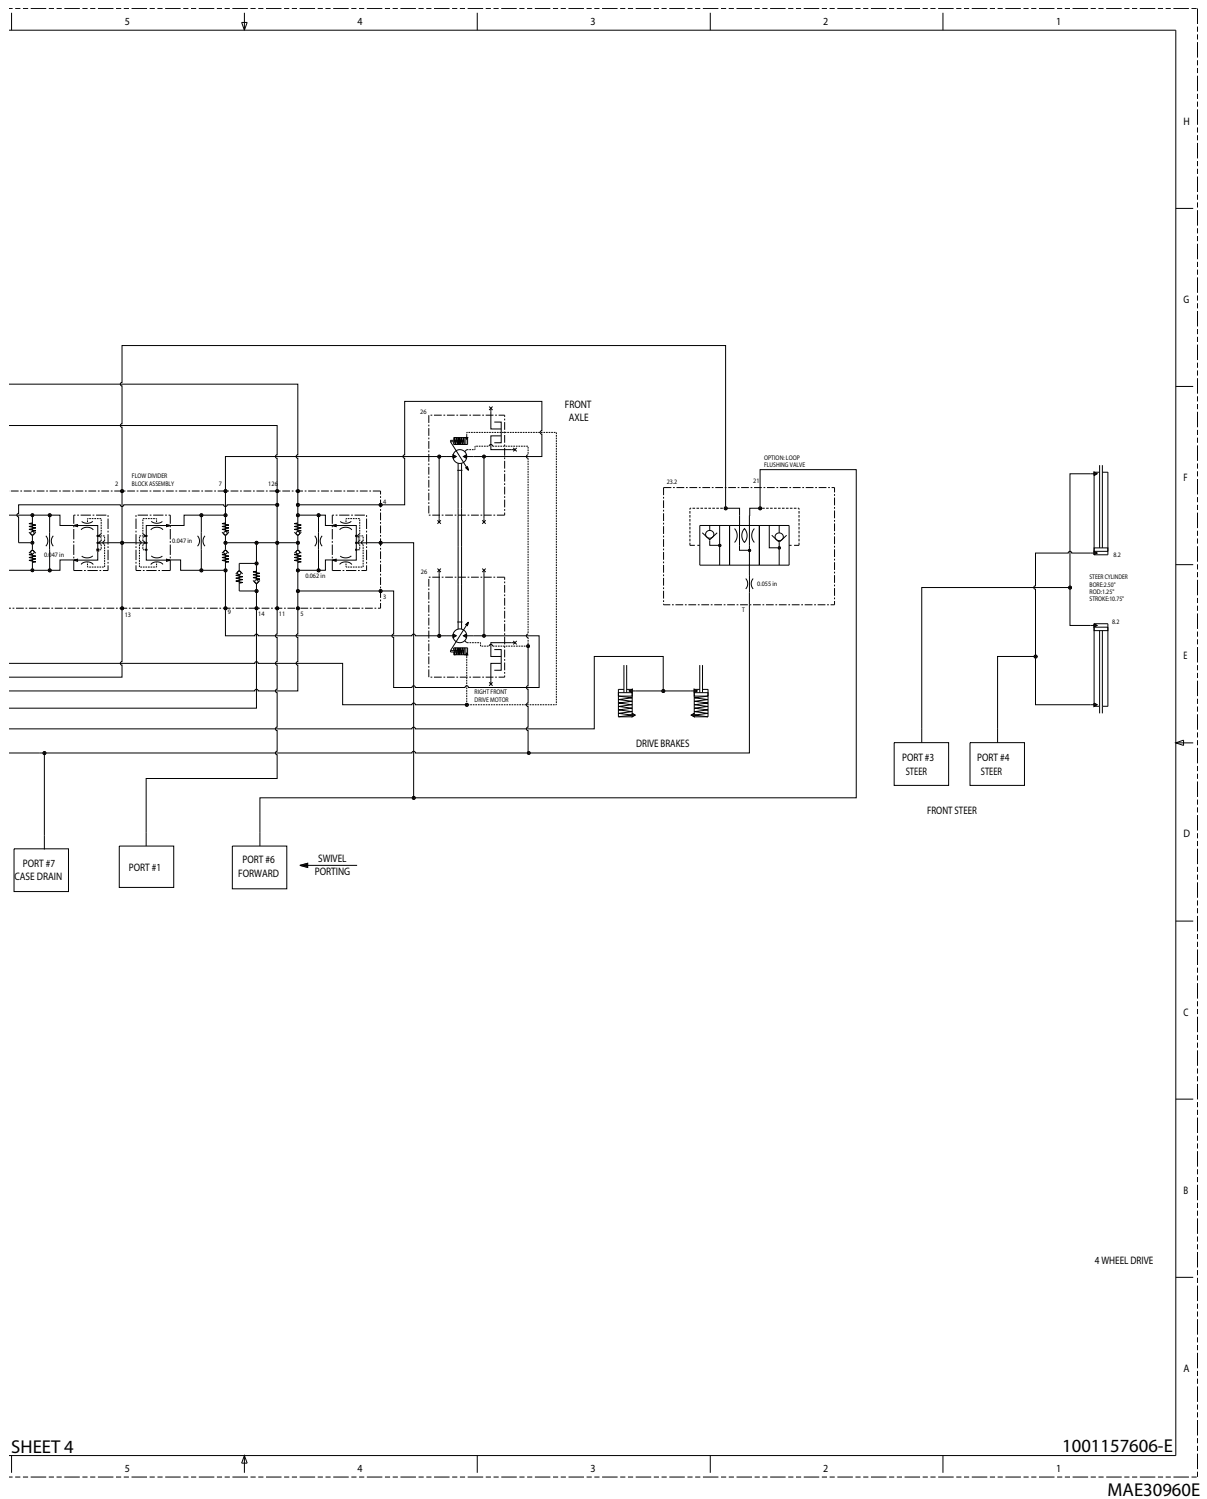 5
4
3
2
1
H
G
FRONT
AXLE
26
OPTION: LOOP
FLUSHING VALVE
F
FLOW DIVIDER
BLOCK ASSEMBLY
2
7
126
23.2
21
4
0.047 in
0.047 in
8.2
0.062 in
26
0.055 in
STEER CYLINDER
BORE:2.50"
ROD:1.25"
STROKE:10.75"
3
T
13
9
14
11
5
8.2
E
RIGHT FRONT
DRIVE MOTOR
DRIVE BRAKES
PORT #3
STEER
PORT #4
STEER
FRONT STEER
D
PORT #7
CASE DRAIN
PORT #1
PORT #6
FORWARD
SWIVEL
PORTING
C
B
4 WHEEL DRIVE
A
SHEET 4
1001157606-E
5
4
3
2
1
MAE30960E